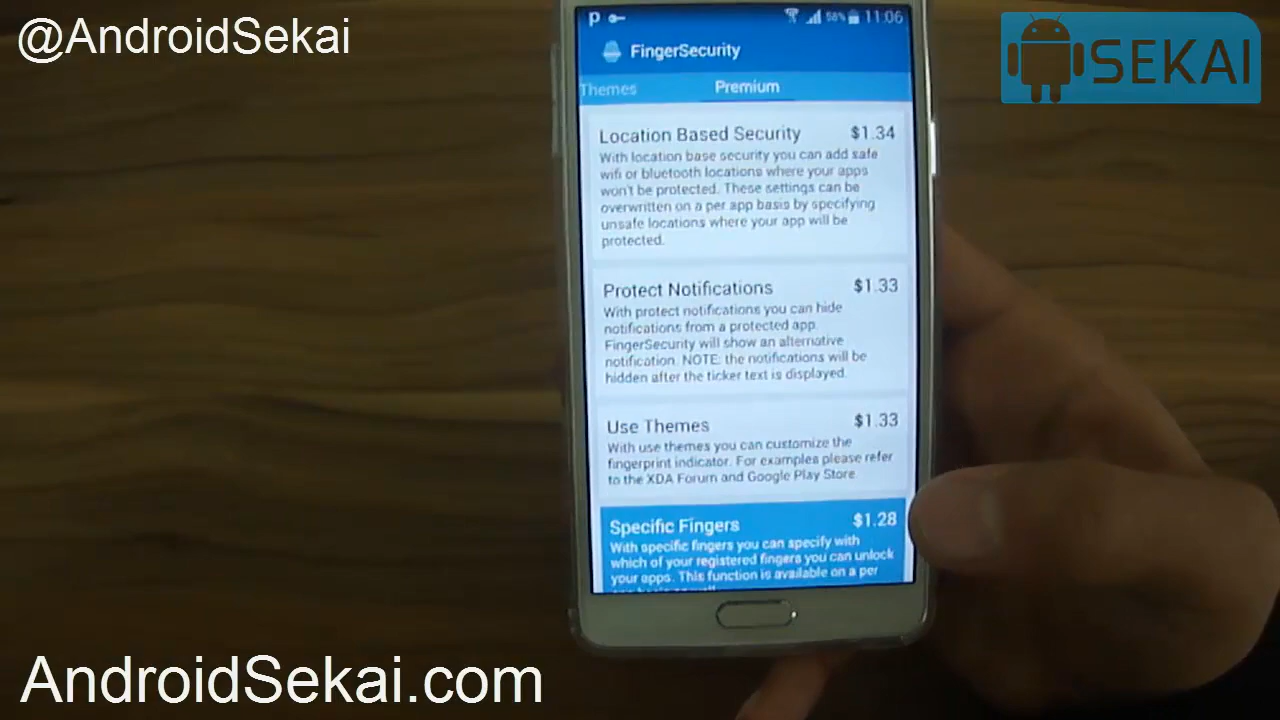 @AndroidSekai
SEKAI
58% 11:06
FingerSecurity
Themes Premium
Location Based Security $1.34
With location base security you can add safe
wifi or bluetooth locations where your apps
won't be protected. These settings can be
overwritten on a per app basis by specifying
unsafe locations where your app will be
protected.
Protect Notifications $1.33
With protect notifications you can hide
notifications from a protected app.
FingerSecurity will show an alternative
notification. NOTE: the notifications will be
hidden after the ticker text is displayed.
Use Themes $1.33
With use themes you can customize the
fingerprint indicator. For examples please refer
to the XDA Forum and Google Play Store.
Specific Fingers $1.28
With specific fingers you can specify with
which of your registered fingers you can unlock
your apps. This function is available on a per
AndroidSekai.com